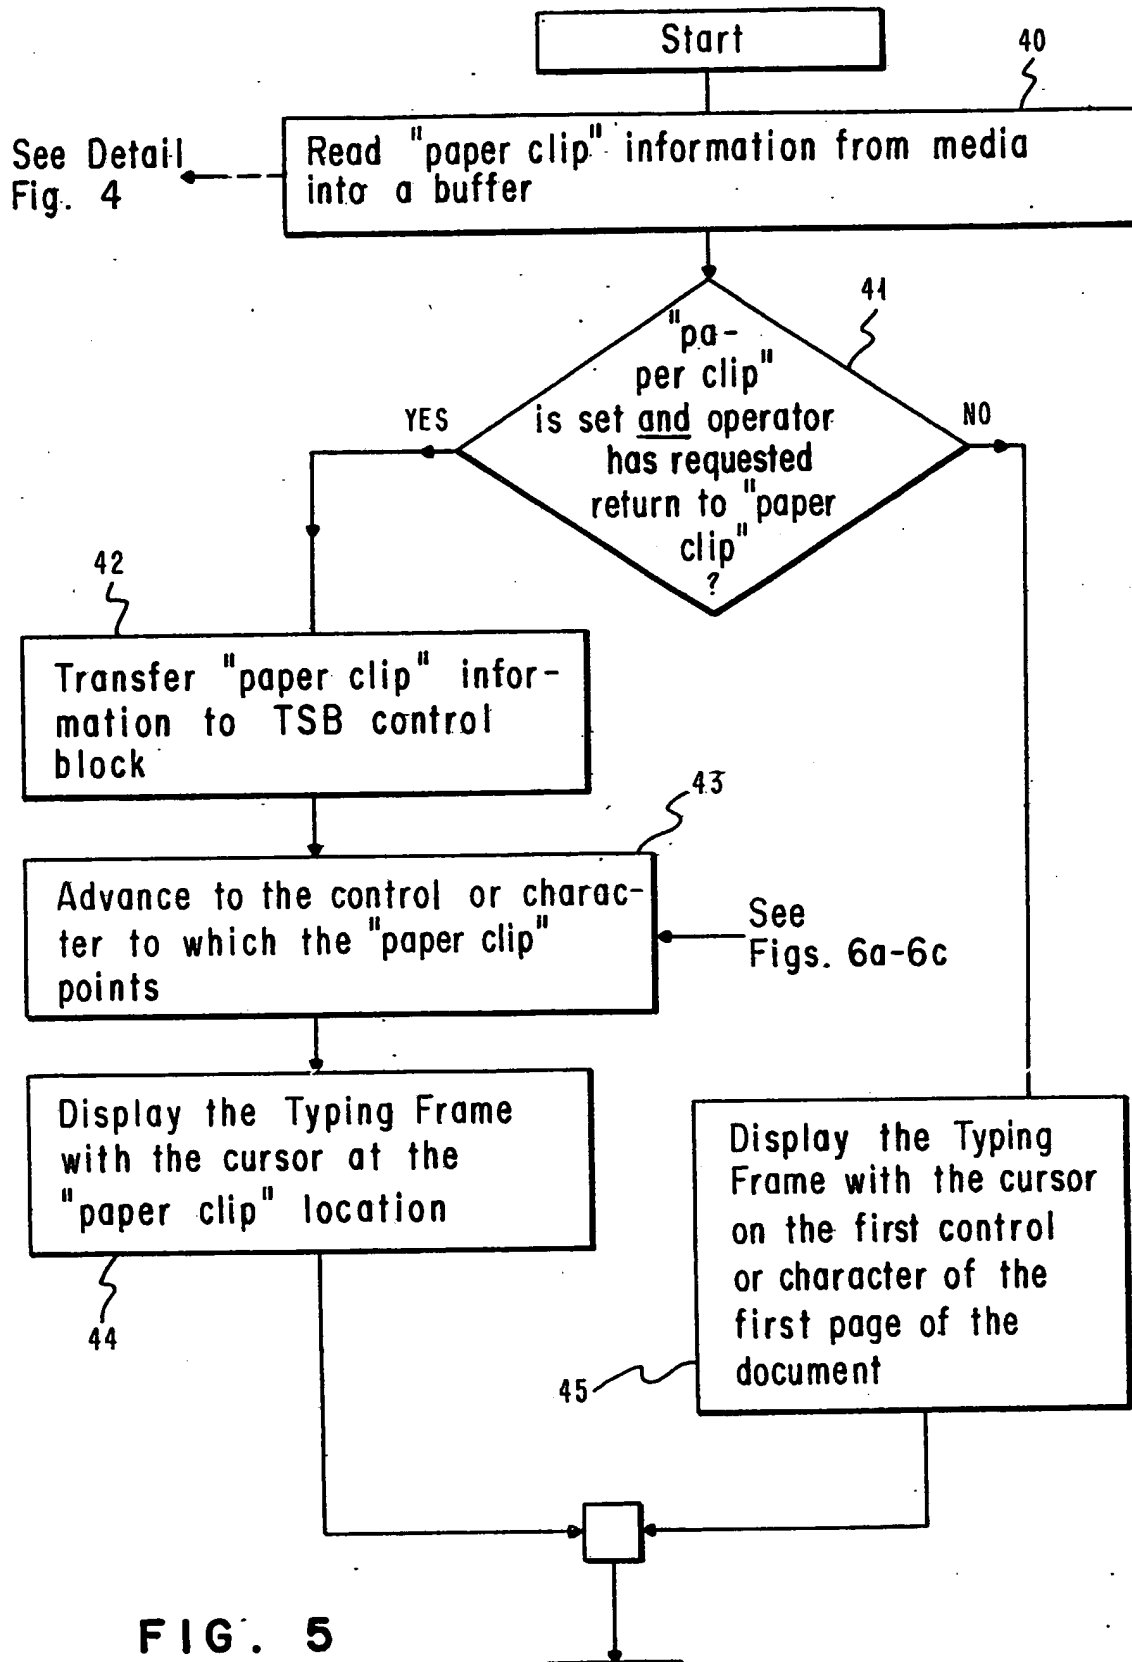 Start
40
See Detail
Fig. 4
Read "paper clip" information from media
into a buffer
41
"pa-
per clip"
is set and operator
has requested
return to "paper
clip"
?
YES
NO
42
Transfer "paper clip" infor-
mation to TSB control
block
43
Advance to the control or charac-
ter to which the "paper clip"
points
See
Figs. 6a-6c
Display the Typing Frame
with the cursor at the
"paper clip" location
44
Display the Typing
Frame with the cursor
on the first control
or character of the
first page of the
document
45
FIG. 5